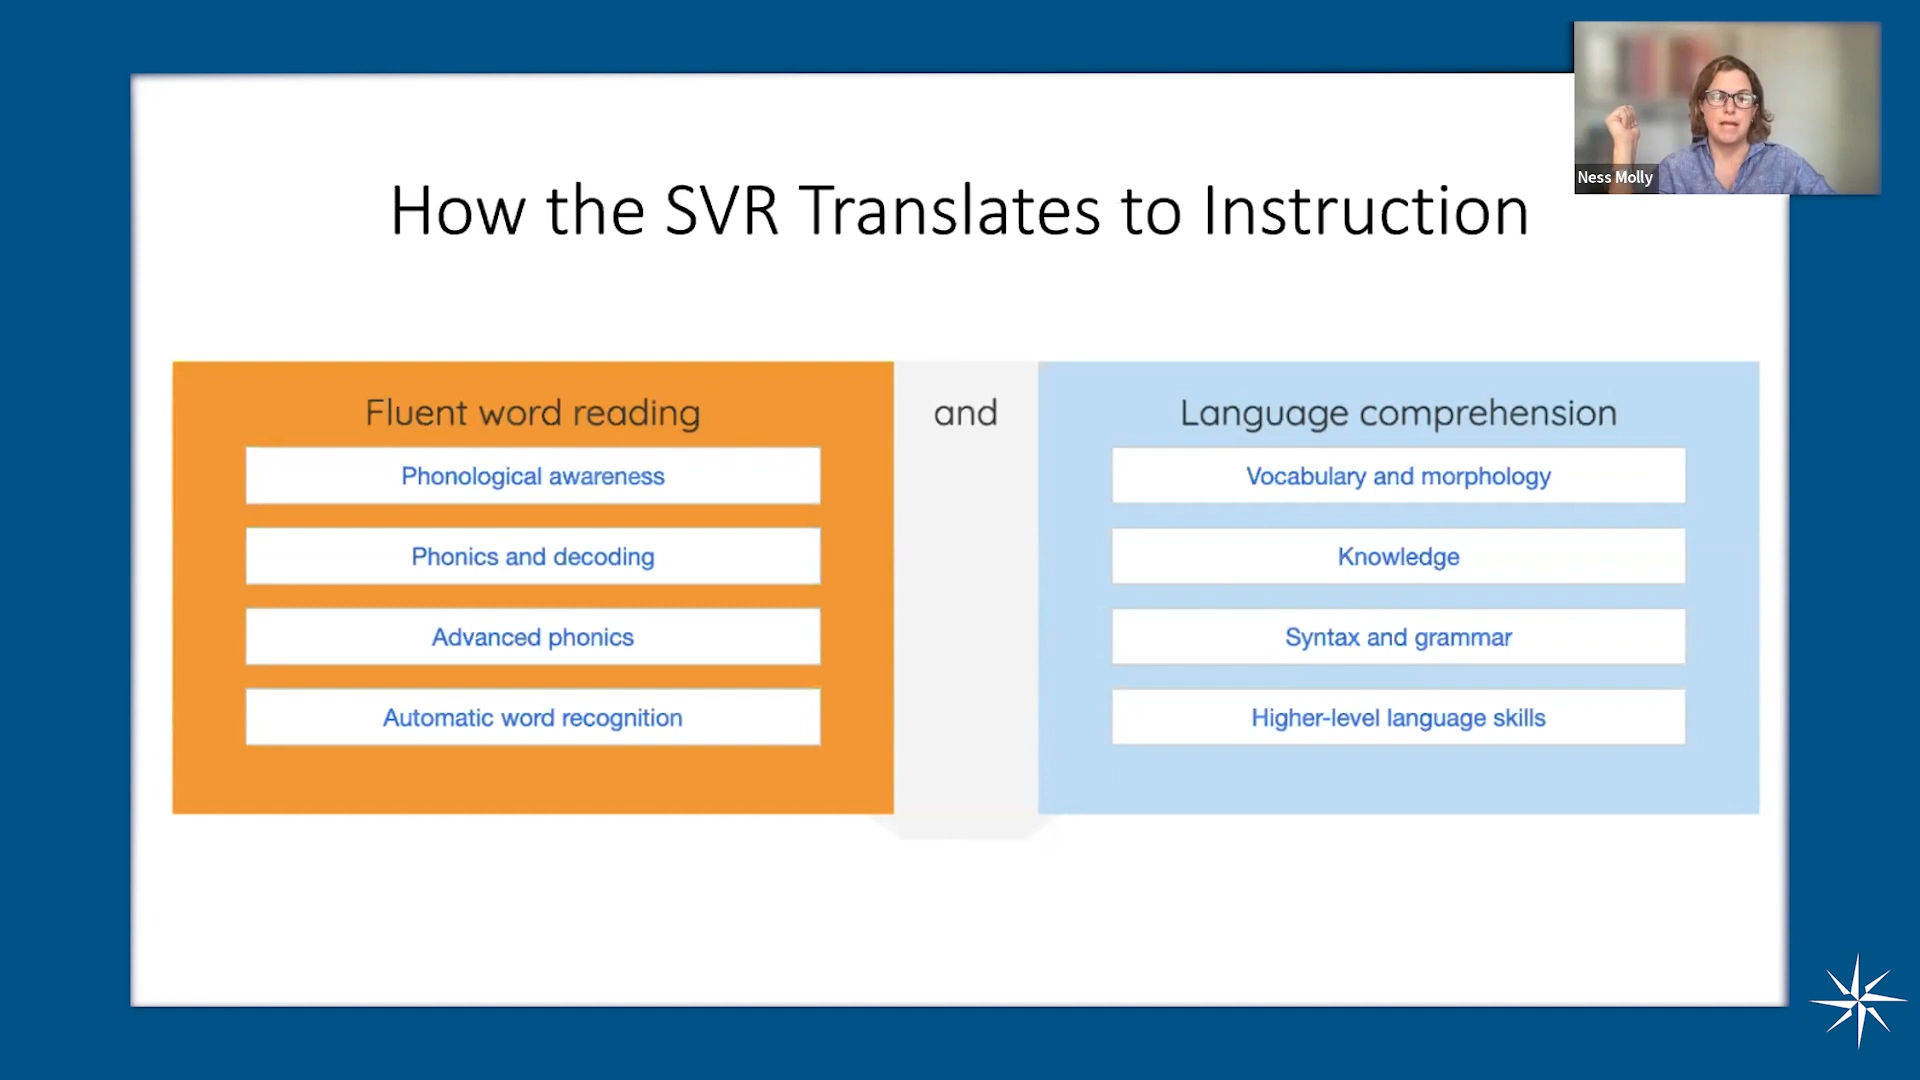 Ness Molly
How the SVR Translates to Instruction
Fluent word reading
Phonological awareness
Phonics and decoding
Advanced phonics
Automatic word recognition
and
Language comprehension
Vocabulary and morphology
Knowledge
Syntax and grammar
Higher-level language skills